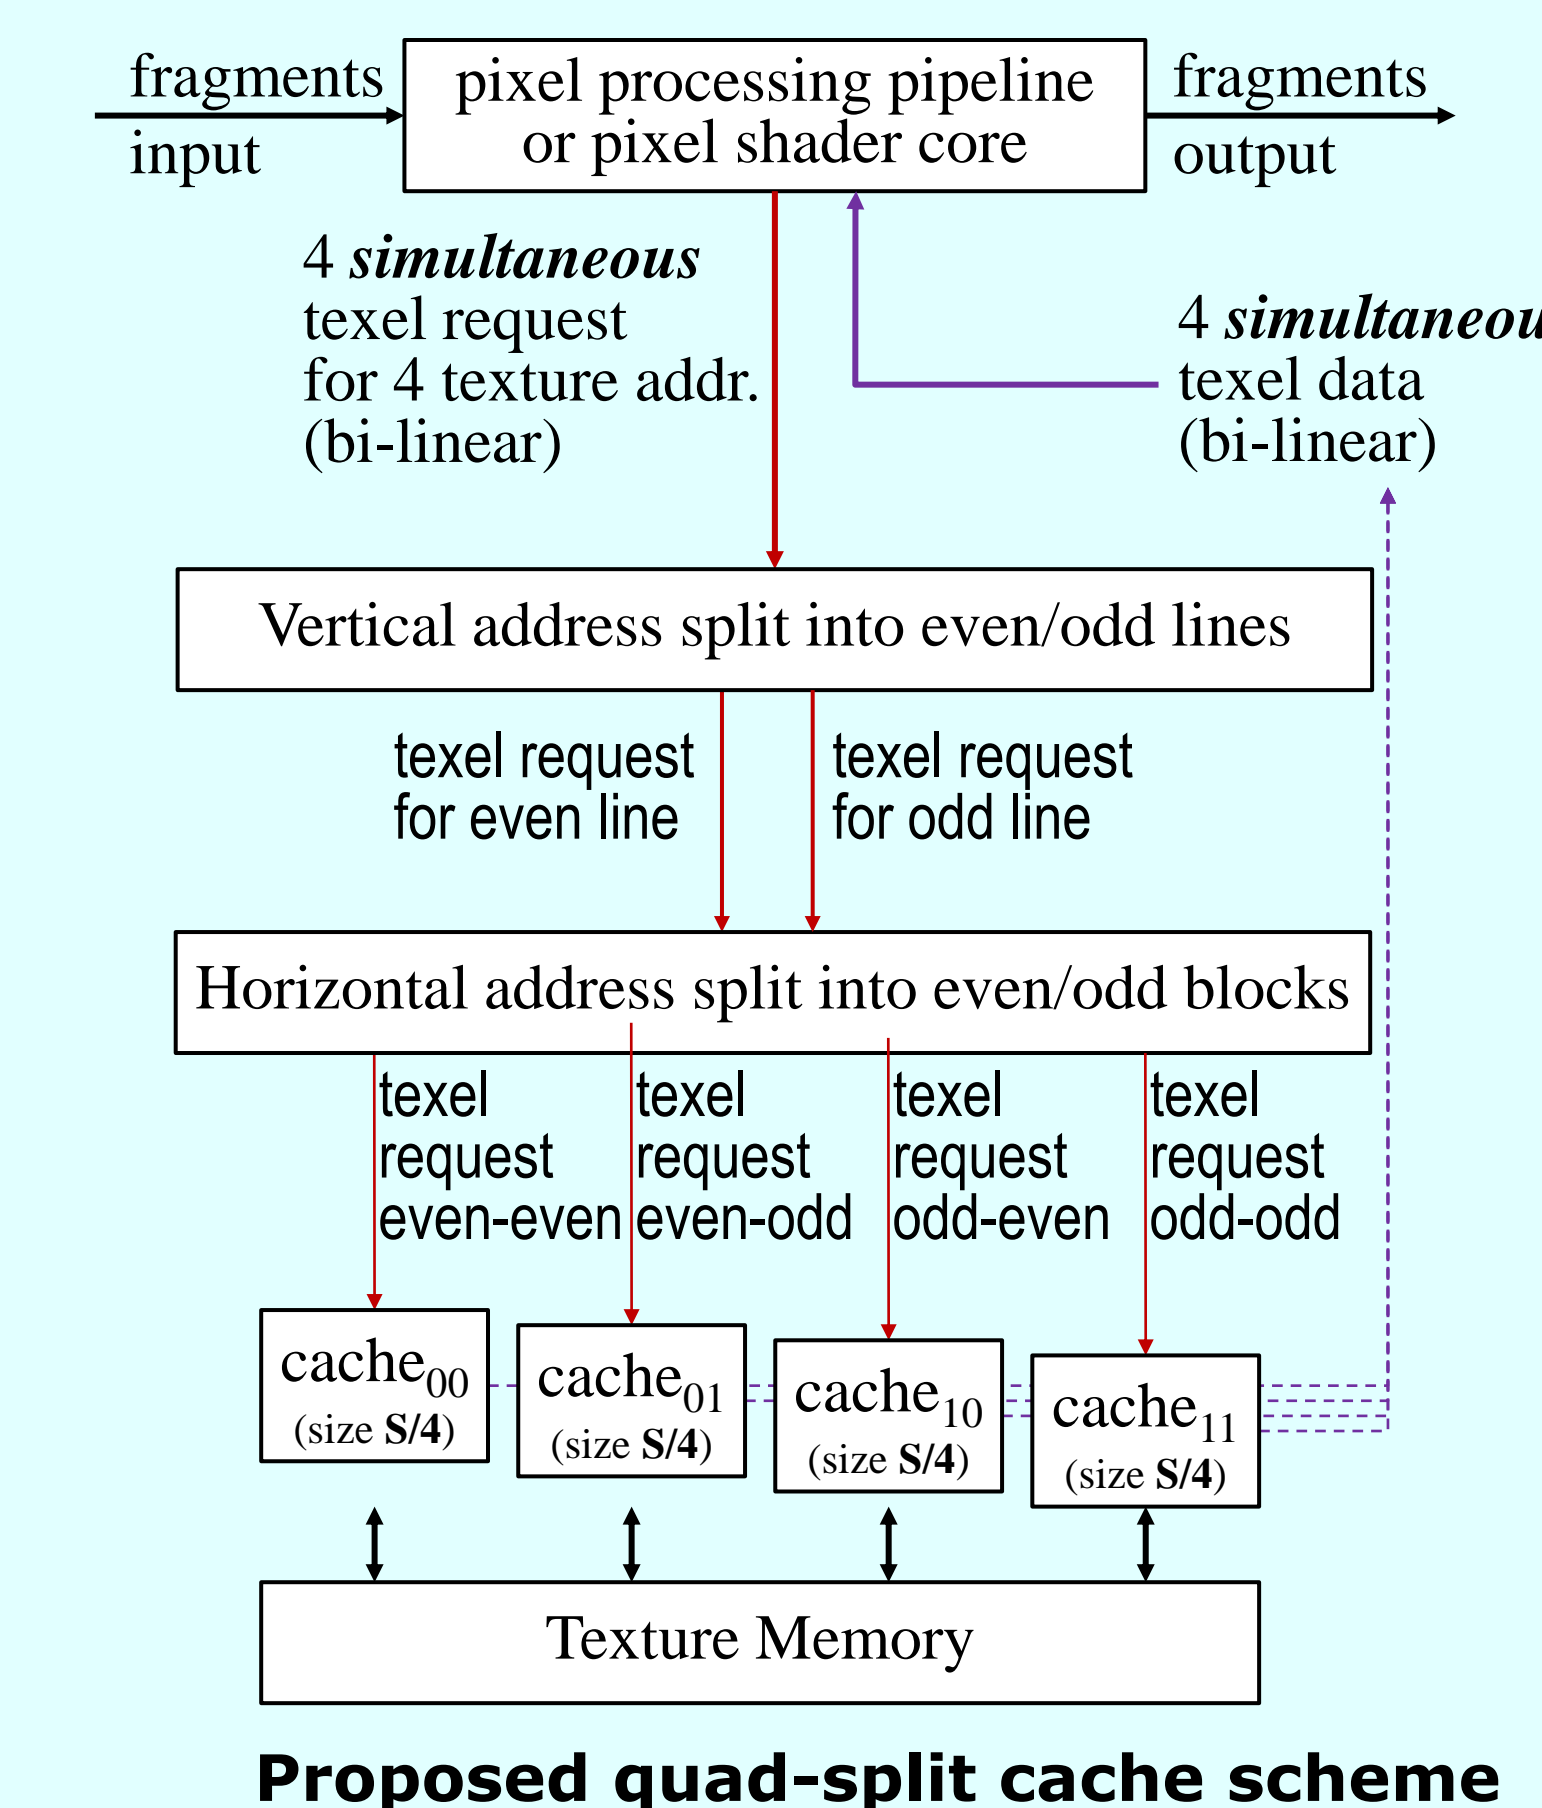 fragments
input
pixel processing pipeline
or pixel shader core
fragments
output
4 simultaneous
texel request
for 4 texture addr.
(bi-linear)
4 simultaneou
texel data
(bi-linear)
Vertical address split into even/odd lines
texel request
for even line
texel request
for odd line
Horizontal address split into even/odd blocks
texel
request
even-even
texel
request
even-odd
texel
request
odd-even
texel
request
odd-odd
cache00
(size S/4)
cache01
(size S/4)
cache10
(size S/4)
cache11
(size S/4)
Texture Memory
Proposed quad-split cache scheme